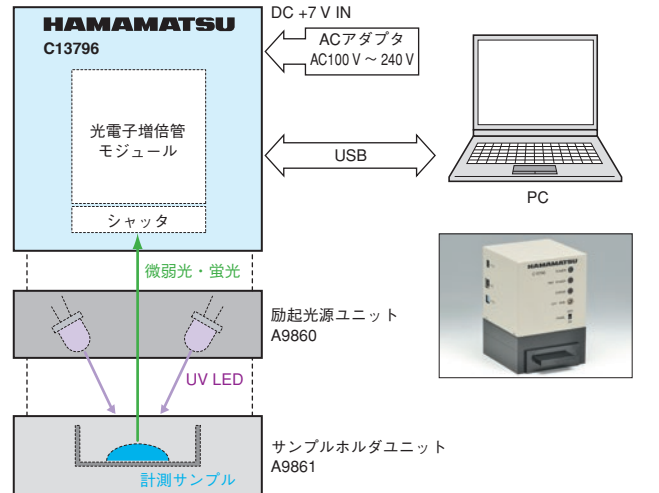 HAMAMATSU
C13796
DC +7 V IN
ACアダプタ
AC100 V ～ 240 V
光電子増倍管
モジュール
シャッタ
USB
PC
微弱光・蛍光
励起光源ユニット
A9860
UV LED
サンプルホルダユニット
A9861
計測サンプル
HAMAMATSU
C13796